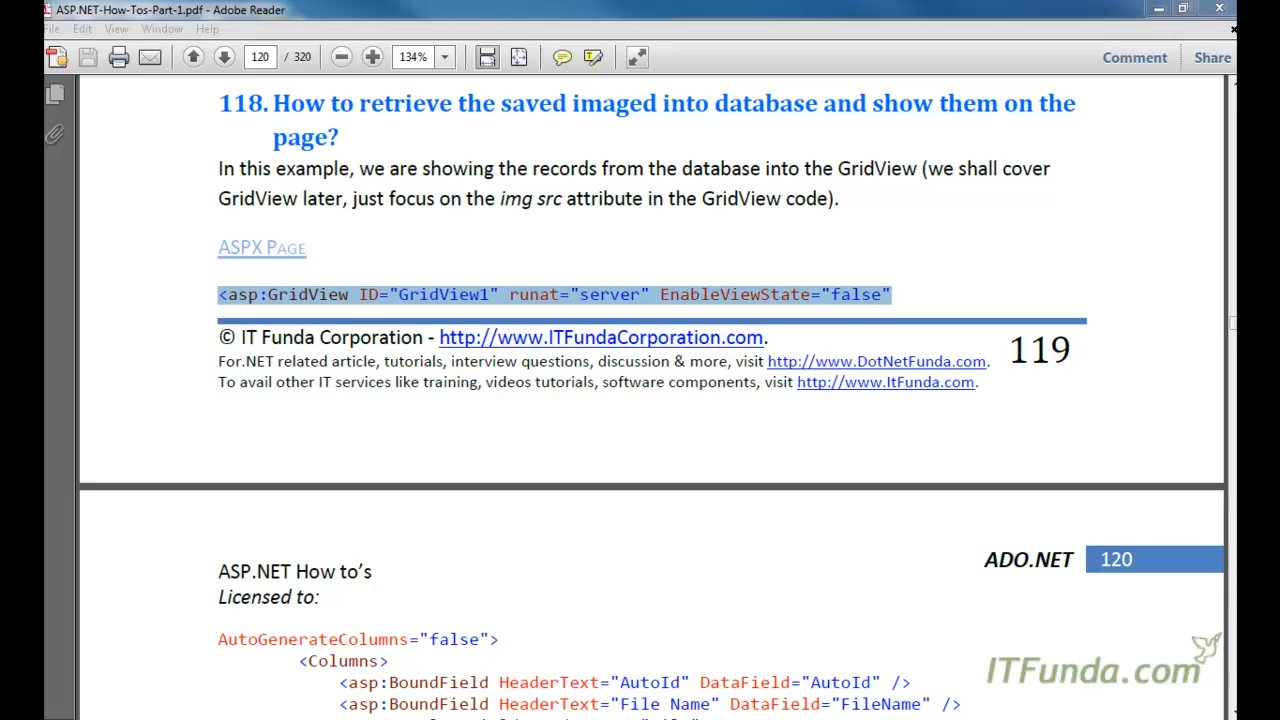 ASP.NET-How-Tos-Part-1.pdf - Adobe Reader
File Edit View Window Help
120 / 320 134% Comment Share
118. How to retrieve the saved imaged into database and show them on the
page?
In this example, we are showing the records from the database into the GridView (we shall cover
GridView later, just focus on the img src attribute in the GridView code).
ASPX PAGE
<asp:GridView ID="GridView1" runat="server" EnableViewState="false"
© IT Funda Corporation - http://www.ITFundaCorporation.com.
For.NET related article, tutorials, interview questions, discussion & more, visit http://www.DotNetFunda.com.
To avail other IT services like training, videos tutorials, software components, visit http://www.ItFunda.com.
119
ADO.NET 120
ASP.NET How to’s
Licensed to:
AutoGenerateColumns="false">
<Columns>
<asp:BoundField HeaderText="AutoId" DataField="AutoId" />
<asp:BoundField HeaderText="File Name" DataField="FileName" />
ITFunda.com